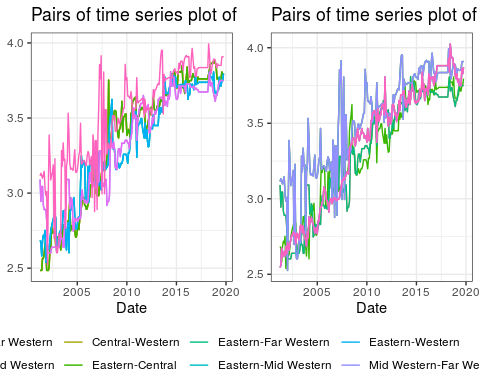 Pairs of time series plot of
Pairs of time series plot of
4.0
3.5
3.0
2.5
4.0
3.5
3.0
2.5
2005 2010 2015 2020
2005 2010 2015 2020
Date
Date
Western Central-Western Eastern-Far Western Eastern-Western
Western Eastern-Central Eastern-Mid Western Mid Western-Far We